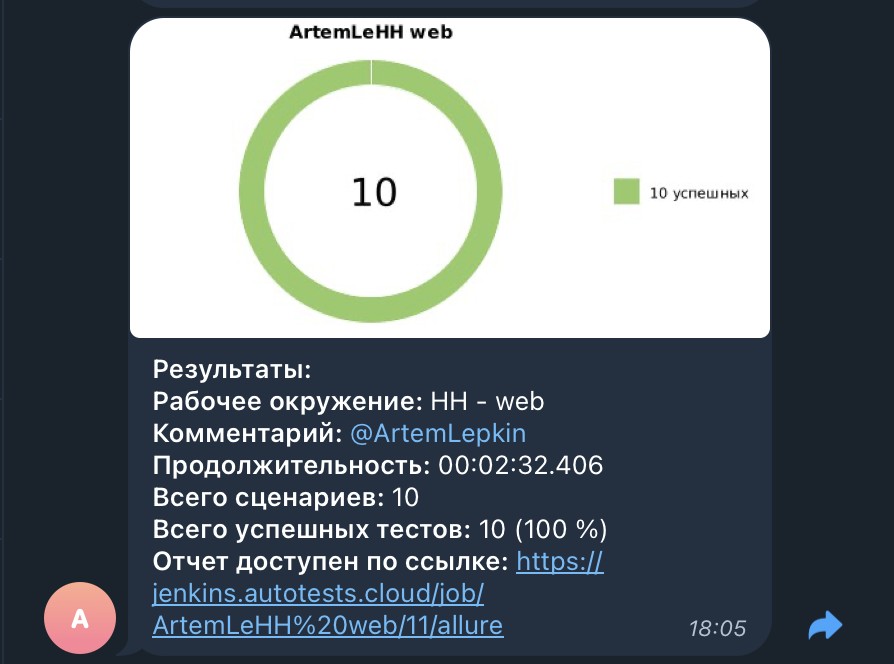 ArtemLeHH web
10
10 успешных
Результаты:
Рабочее окружение: HH - web
Комментарий: @ArtemLepkin
Продолжительность: 00:02:32.406
Всего сценариев: 10
Всего успешных тестов: 10 (100 %)
Отчет доступен по ссылке: https://
jenkins.autotests.cloud/job/
ArtemLeHH%20web/11/allure
18:05
A